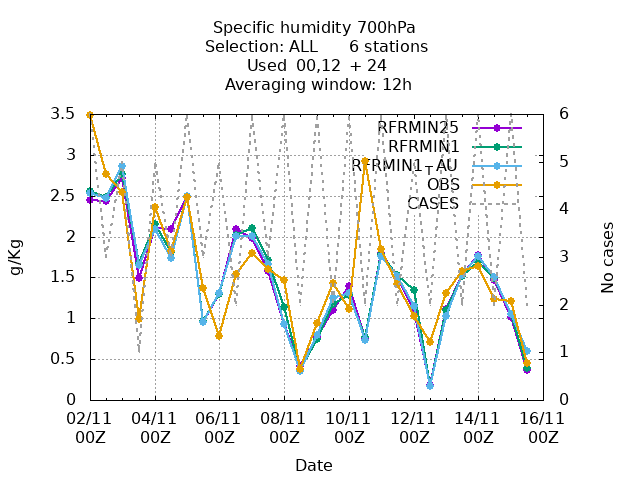 Specific humidity 700hPa
Selection: ALL 6 stations
Used 00,12 + 24
Averaging window: 12h
3.5
3
2.5
2
1.5
1
0.5
0
g/Kg
6
5
4
3
2
1
0
No cases
RFRMIN25
RFRMIN1
RFRMIN1_AU
OBS
CASES
02/11 04/11 06/11 08/11 10/11 12/11 14/11 16/11
00Z 00Z 00Z 00Z 00Z 00Z 00Z 00Z
Date